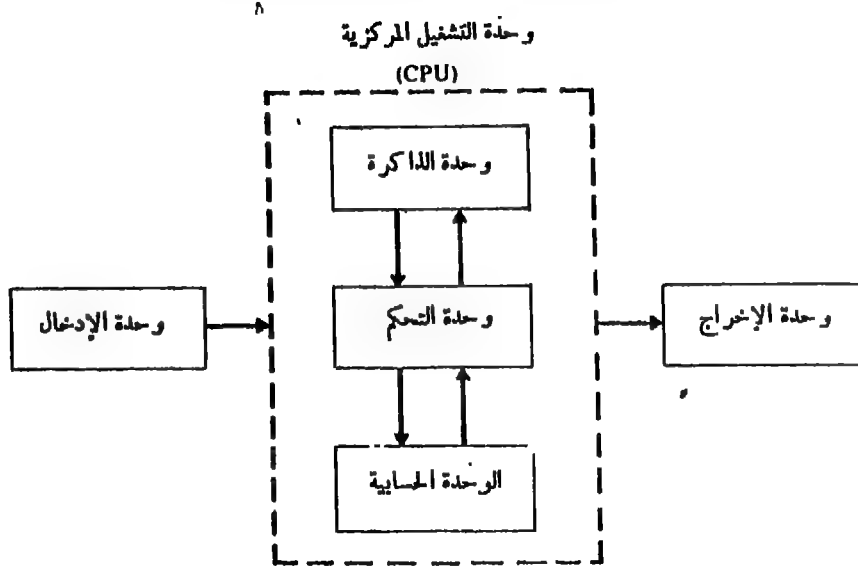 وحدة التشغيل المركزية
(CPU)
وحدة الذاكرة
وحدة الإدخال
وحدة التحكم
وحدة الإخراج
الوحدة الحسابية